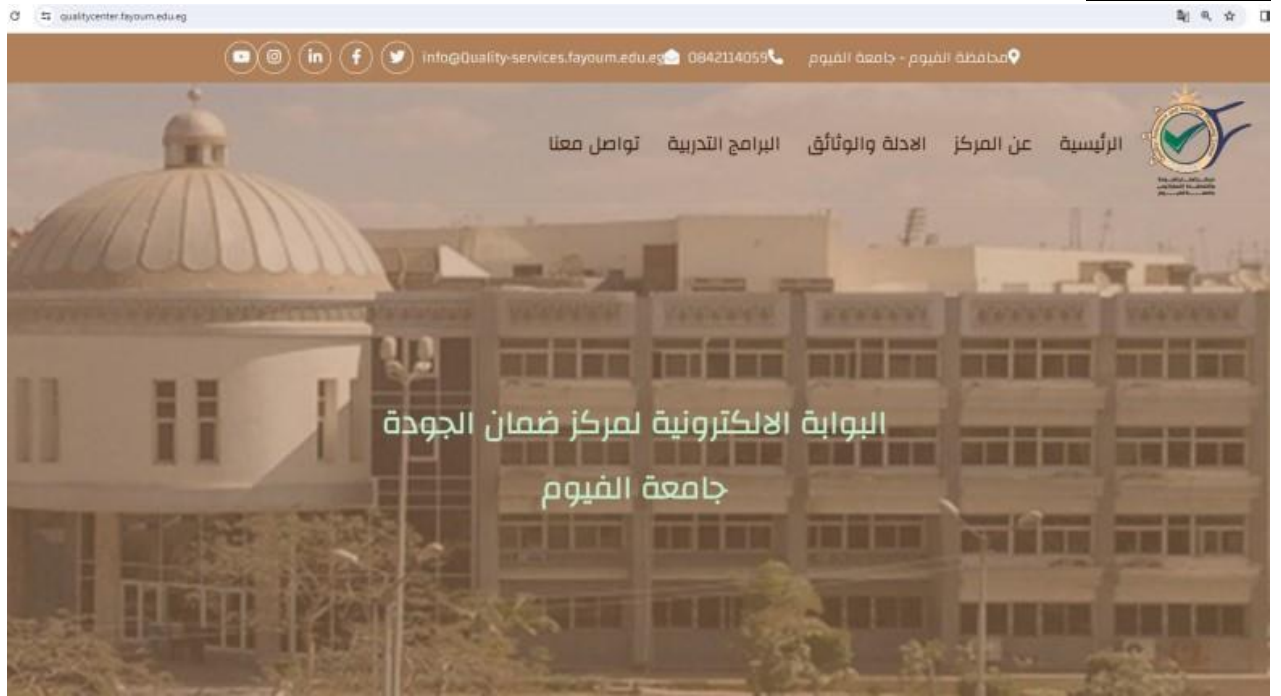 qualitycenter.fayoum.edu.eg
محافظة الفيوم - جامعة الفيوم 0842114059 info@Quality-services.fayoum.edu.eg
الرئيسية عن المركز الادلة والوثائق البرامج التدربية تواصل معنا
البوابة الالكترونية لمركز ضمان الجودة
جامعة الفيوم